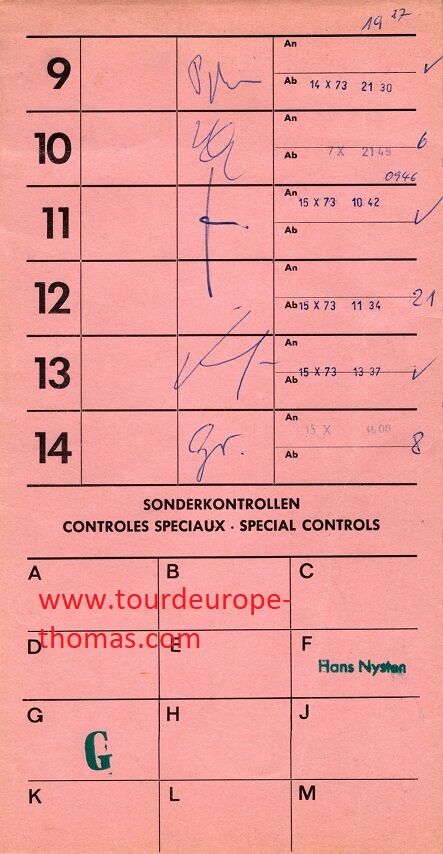 19 37
9
An
Ab 14 X 73 21 30
10
An
Ab 7 X 21 49
6
0946
11
An 15 X 73 10 42
Ab
12
An
Ab 15 X 73 11 34
21
13
An
Ab 15 X 73 13 37
14
Gr.
An
15 X
Ab
8
SONDERKONTROLLEN
CONTROLES SPECIAUX · SPECIAL CONTROLS
A B C
www.tourdeurope-
thomas.com
D E F
Hans Nysten
G H J
G
K L M